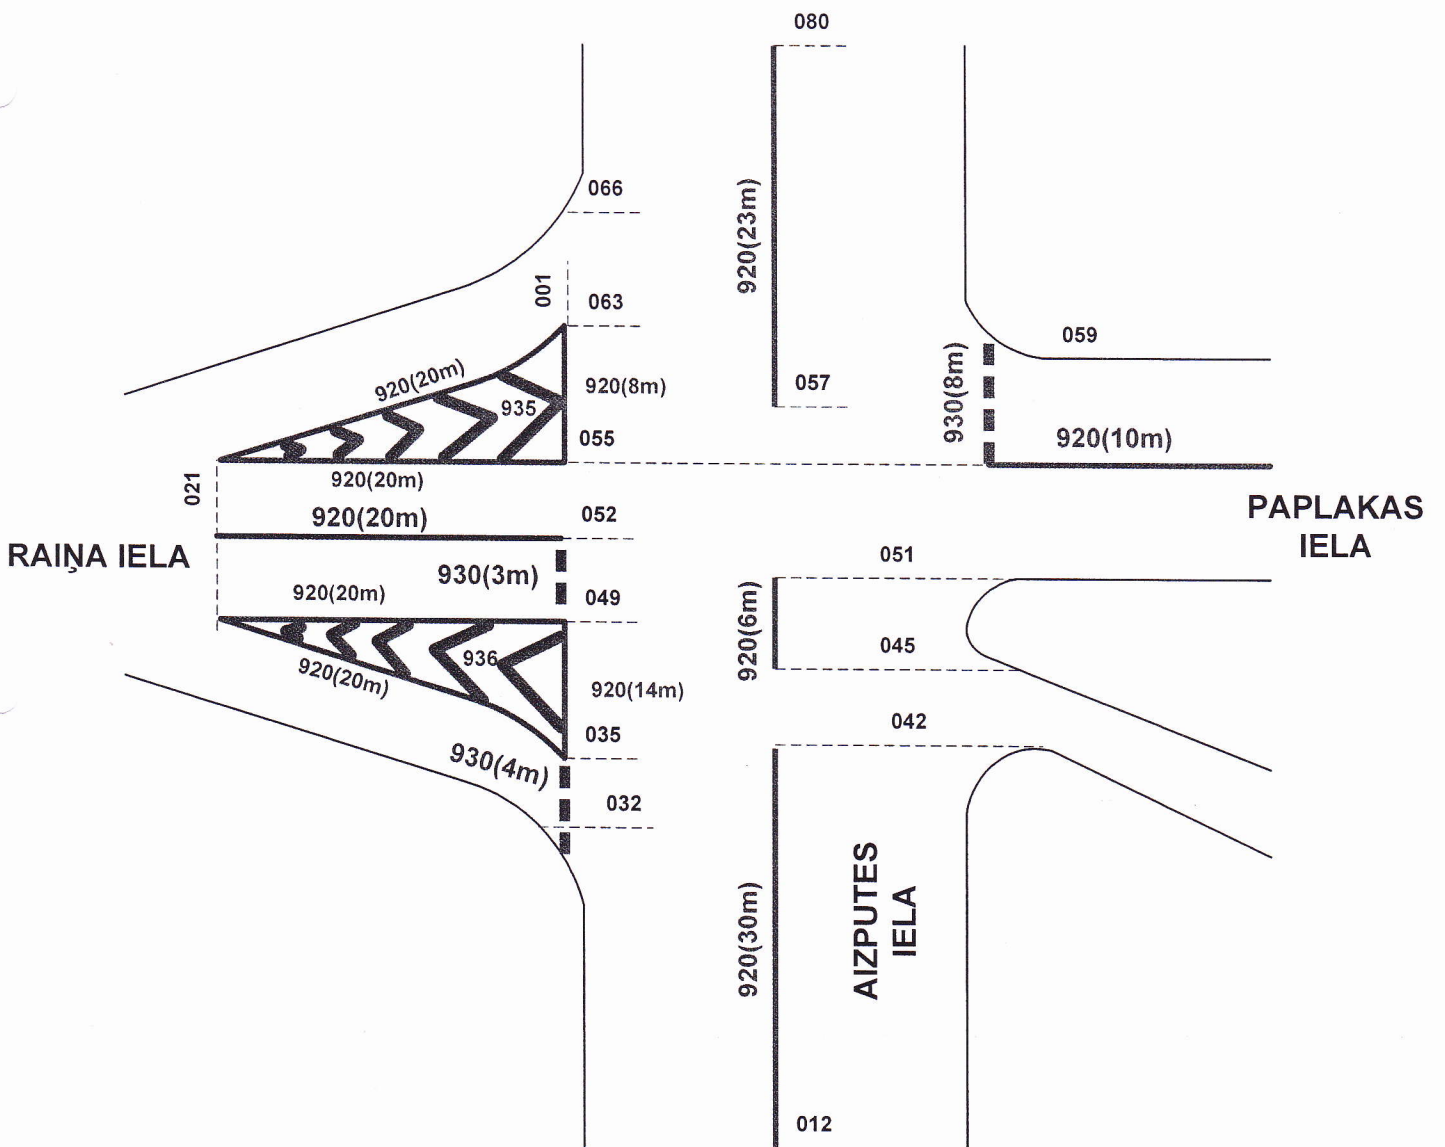 080
066
920(23m)
001
063
059
920(20m)
920(8m)
057
930(8m)
935
055
920(10m)
021
920(20m)
920(20m)
052
PAPLAKAS
IELA
RAIŅA IELA
930(3m)
051
920(20m)
049
920(6m)
045
936
920(20m)
920(14m)
042
035
930(4m)
032
920(30m)
AIZPUTES
IELA
012